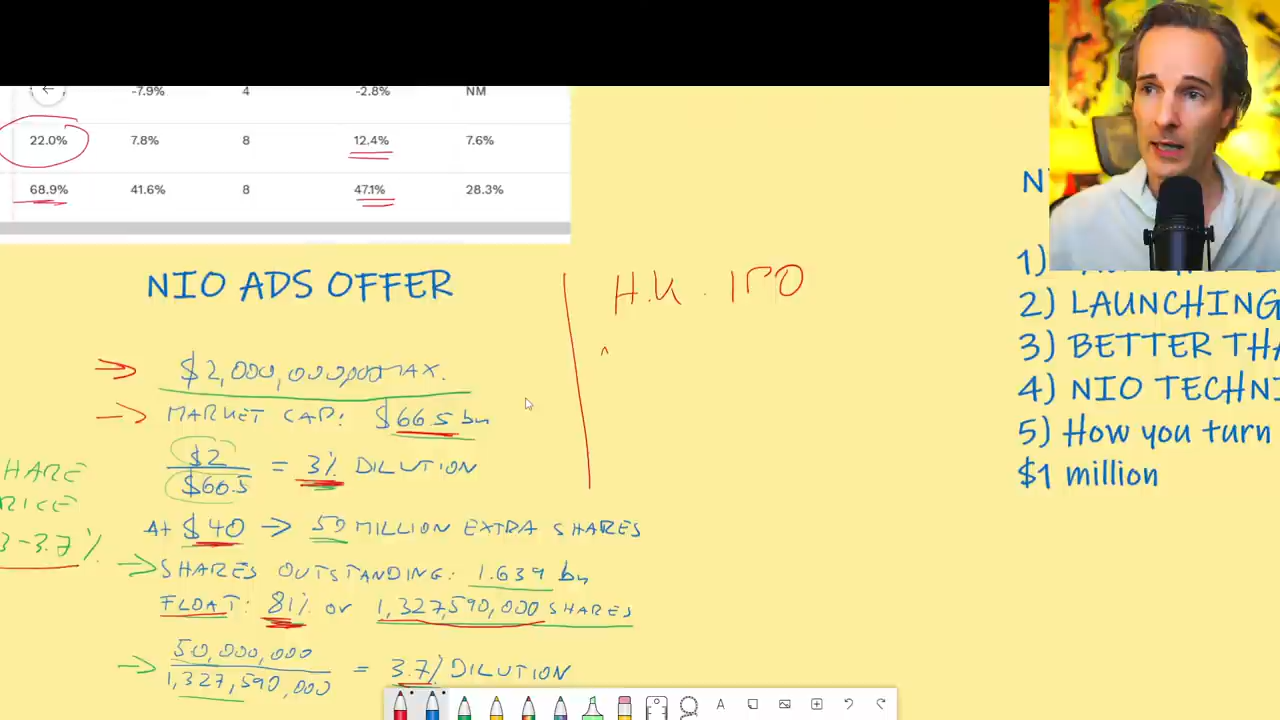 -7.9% 4 -2.8% NM
22.0% 7.8% 8 12.4% 7.6%
68.9% 41.6% 8 47.1% 28.3%
NIO ADS OFFER
$2,000,000,000 MAX.
MARKET CAP: $66.5 bn
$2
$66.5
= 3% DILUTION
At $40 → 50 MILLION EXTRA SHARES
SHARES OUTSTANDING: 1.639 bn
FLOAT: 81% or 1,327,590,000 SHARES
50,000,000
1,327,590,000
= 3.7% DILUTION
HARE
RICE
3-3.7%
H.K. IPO
1)
2) LAUNCHING
3) BETTER THA
4) NIO TECHNI
5) How you turn
$1 million
A